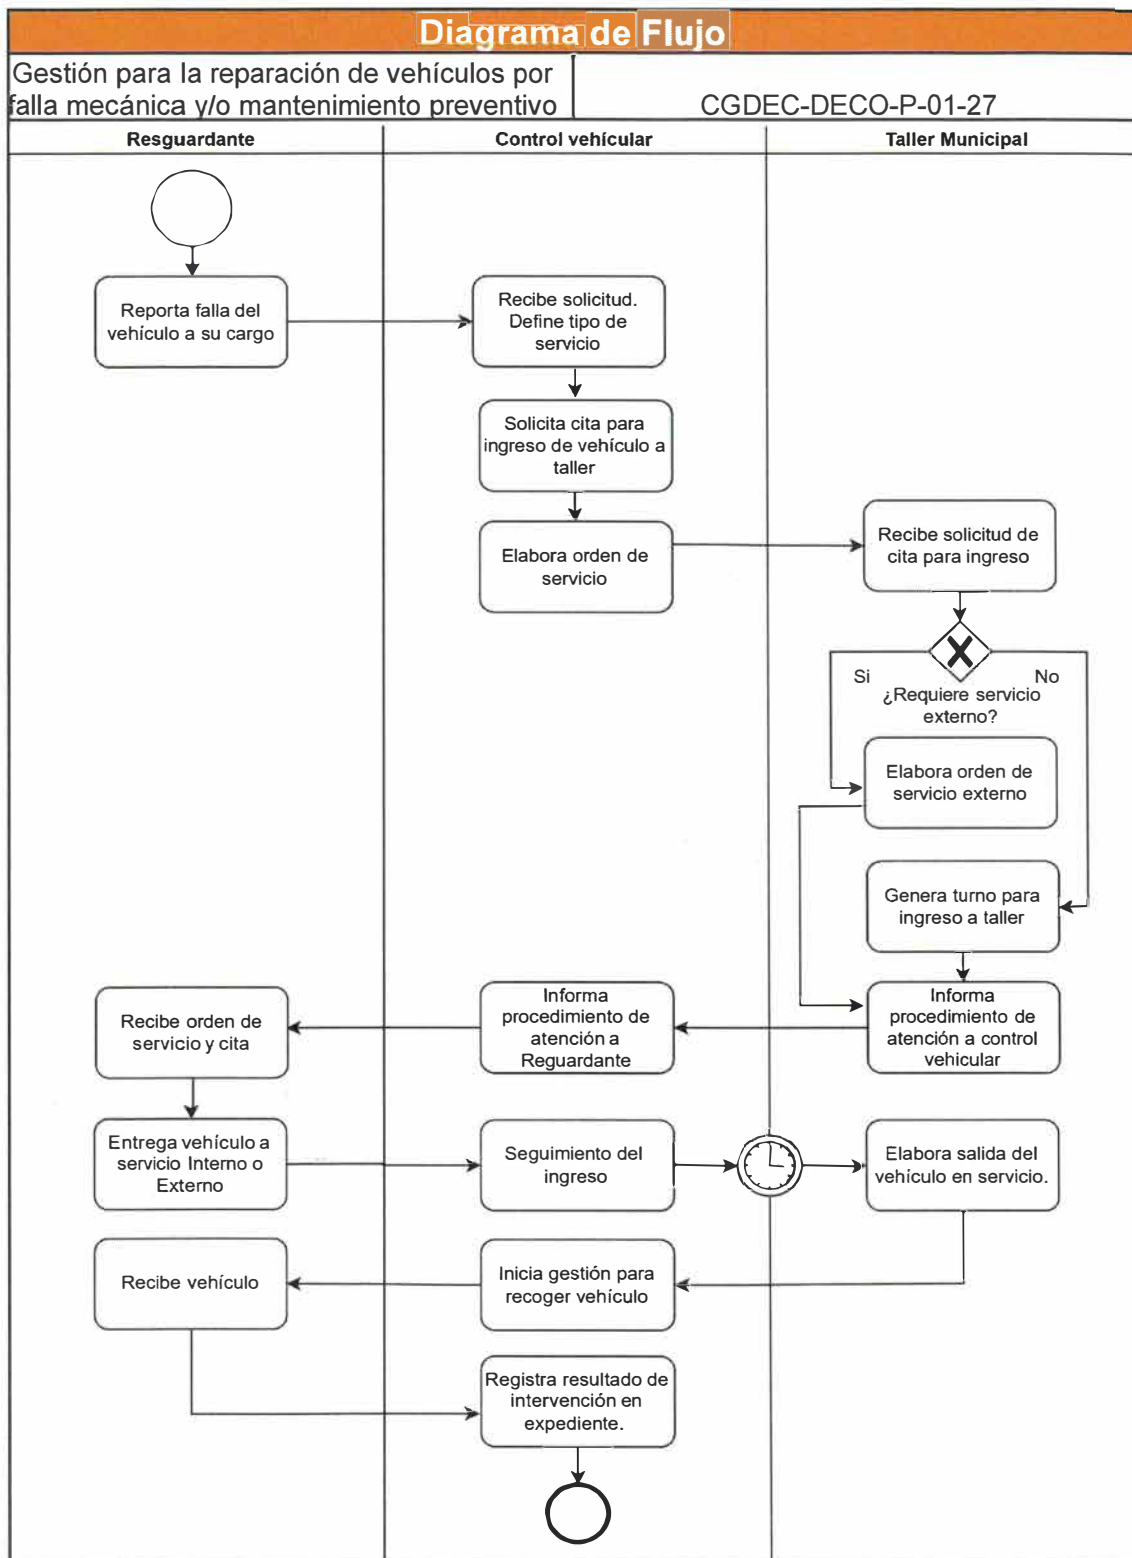 Diagrama de Flujo
Gestión para la reparación de vehículos por
falla mecánica y/o mantenimiento preventivo
CGDEC-DECO-P-01-27
Resguardante
Control vehícular
Taller Municipal
Reporta falla del
vehículo a su cargo
Recibe solicitud.
Define tipo de
servicio
Solicita cita para
ingreso de vehículo a
taller
Elabora orden de
servicio
Recibe solicitud de
cita para ingreso
Si
No
¿Requiere servicio
externo?
Elabora orden de
servicio externo
Genera turno para
ingreso a taller
Informa
procedimiento de
atención a control
vehicular
Informa
procedimiento de
atención a
Reguardante
Recibe orden de
servicio y cita
Entrega vehículo a
servicio Interno o
Externo
Seguimiento del
ingreso
Elabora salida del
vehículo en servicio.
Inicia gestión para
recoger vehículo
Recibe vehículo
Registra resultado de
intervención en
expediente.